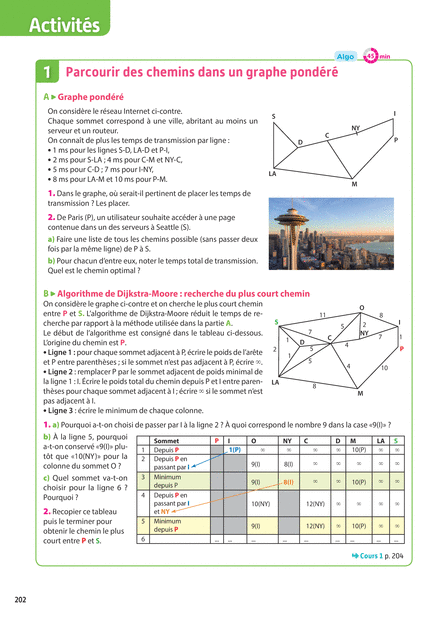 Activités
Algo 45 min
1 Parcourir des chemins dans un graphe pondéré
A ▶ Graphe pondéré
On considère le réseau Internet ci-contre.
Chaque sommet correspond à une ville, abritant au moins un
serveur et un routeur.
On connaît de plus les temps de transmission par ligne :
• 1 ms pour les lignes S-D, LA-D et P-I,
• 2 ms pour S-LA ; 4 ms pour C-M et NY-C,
• 5 ms pour C-D ; 7 ms pour I-NY,
• 8 ms pour LA-M et 10 ms pour P-M.
1. Dans le graphe, où serait-il pertinent de placer les temps de
transmission ? Les placer.
2. De Paris (P), un utilisateur souhaite accéder à une page
contenue dans un des serveurs à Seattle (S).
a) Faire une liste de tous les chemins possibles (sans passer deux
fois par la même ligne) de P à S.
b) Pour chacun d'entre eux, noter le temps total de transmission.
Quel est le chemin optimal ?
S
I
NY
C
D
P
LA
M
B ▶ Algorithme de Dijkstra-Moore : recherche du plus court chemin
On considère le graphe ci-contre et on cherche le plus court chemin
entre P et S. L'algorithme de Dijkstra-Moore réduit le temps de re-
cherche par rapport à la méthode utilisée dans la partie A.
Le début de l'algorithme est consigné dans le tableau ci-dessous.
L'origine du chemin est P.
• Ligne 1 : pour chaque sommet adjacent à P, écrire le poids de l'arête
et P entre parenthèses ; si le sommet n'est pas adjacent à P, écrire ∞.
• Ligne 2 : remplacer P par le sommet adjacent de poids minimal de
la ligne 1 : I. Écrire le poids total du chemin depuis P et I entre paren-
thèses pour chaque sommet adjacent à I ; écrire ∞ si le sommet n'est
pas adjacent à I.
• Ligne 3 : écrire le minimum de chaque colonne.
O
11
8
S
5
2
I
7
NY
7
1
1
D
C
4
2
5
P
1
5
4
10
LA
8
M
1. a) Pourquoi a-t-on choisi de passer par I à la ligne 2 ? À quoi correspond le nombre 9 dans la case «9(I)» ?
b) À la ligne 5, pourquoi
a-t-on conservé «9(I)» plu-
tôt que «10(NY)» pour la
colonne du sommet O ?
c) Quel sommet va-t-on
choisir pour la ligne 6 ?
Pourquoi ?
2. Recopier ce tableau
puis le terminer pour
obtenir le chemin le plus
court entre P et S.
Sommet P I O NY C D M LA S
1 Depuis P 1(P) ∞ ∞ ∞ ∞ 10(P) ∞ ∞
2 Depuis P en
passant par I 9(I) 8(I) ∞ ∞ ∞ ∞ ∞
3 Minimum
depuis P 9(I) 8(I) ∞ ∞ 10(P) ∞ ∞
4 Depuis P en
passant par I
et NY 10(NY) 12(NY) ∞ ∞ ∞ ∞
5 Minimum
depuis P 9(I) 12(NY) ∞ 10(P) ∞ ∞
6 ... ... ... ... ... ... ...
Cours 1 p. 204
202